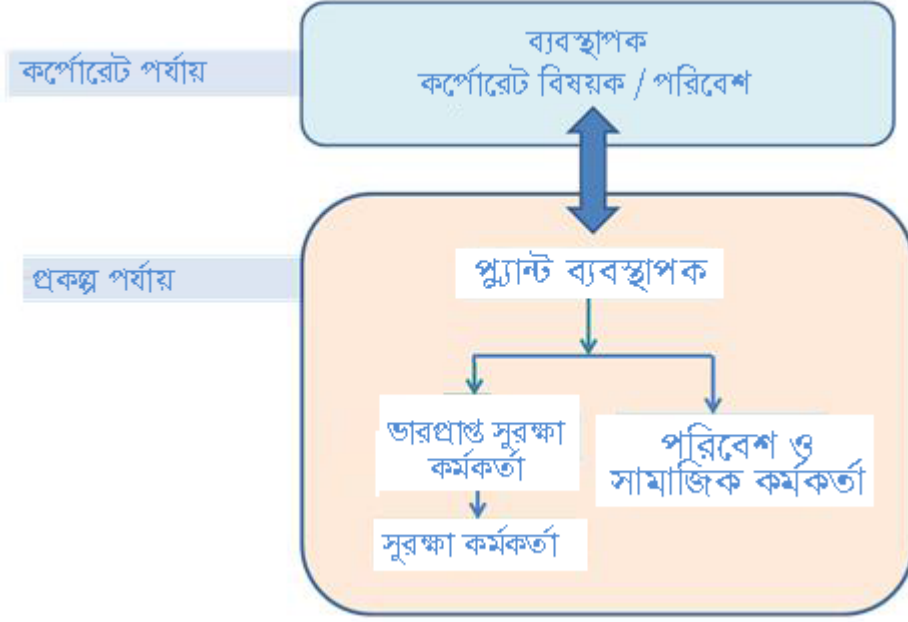 কর্পোরেট পর্যায়
ব্যবস্থাপক
কর্পোরেট বিষয়ক / পরিবেশ
প্রকল্প পর্যায়
প্ল্যান্ট ব্যবস্থাপক
ভারপ্রাপ্ত সুরক্ষা
কর্মকর্তা
পরিবেশ ও
সামাজিক কর্মকর্তা
সুরক্ষা কর্মকর্তা